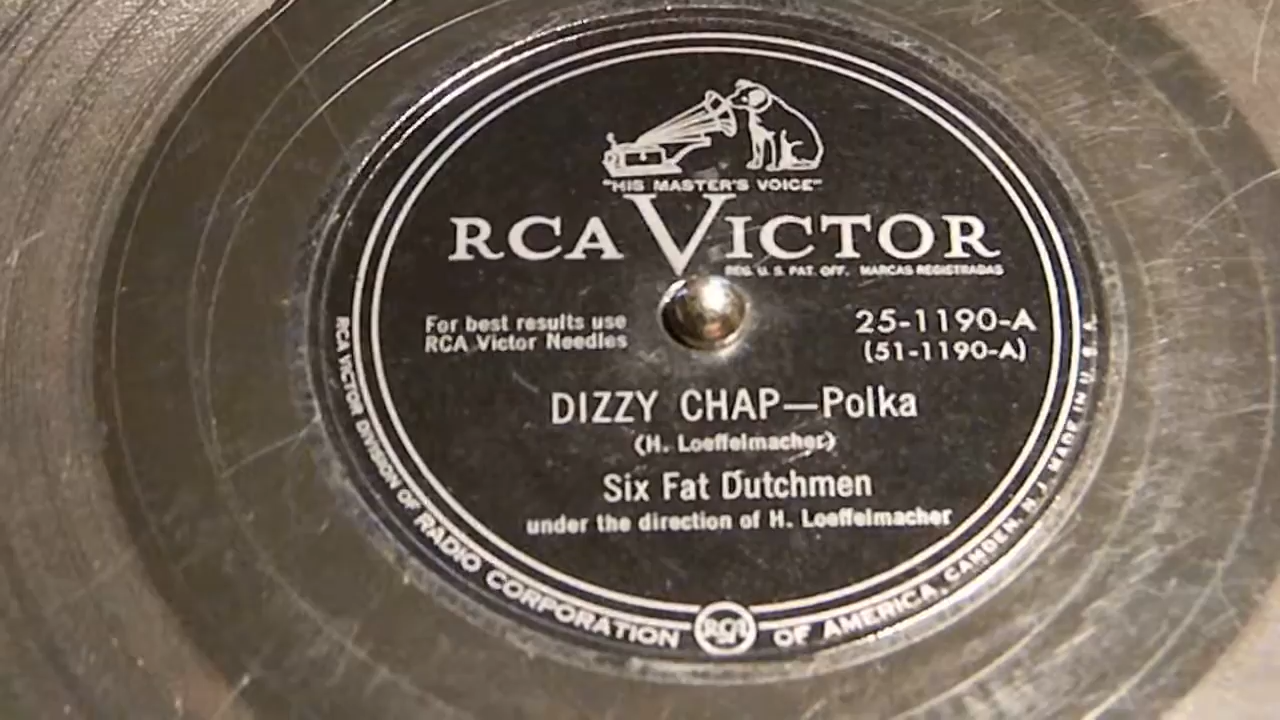 "HIS MASTER'S VOICE"
RCA VICTOR
REG. U. S. PAT. OFF. MARCAS REGISTRADAS
For best results use
RCA Victor Needles
25-1190-A
(51-1190-A)
DIZZY CHAP—Polka
(H. Loeffelmacher)
Six Fat Dutchmen
under the direction of H. Loeffelmacher
RCA VICTOR DIVISION OF RADIO CORPORATION RCA OF AMERICA, CAMDEN, N. J. MADE IN U. S. A.